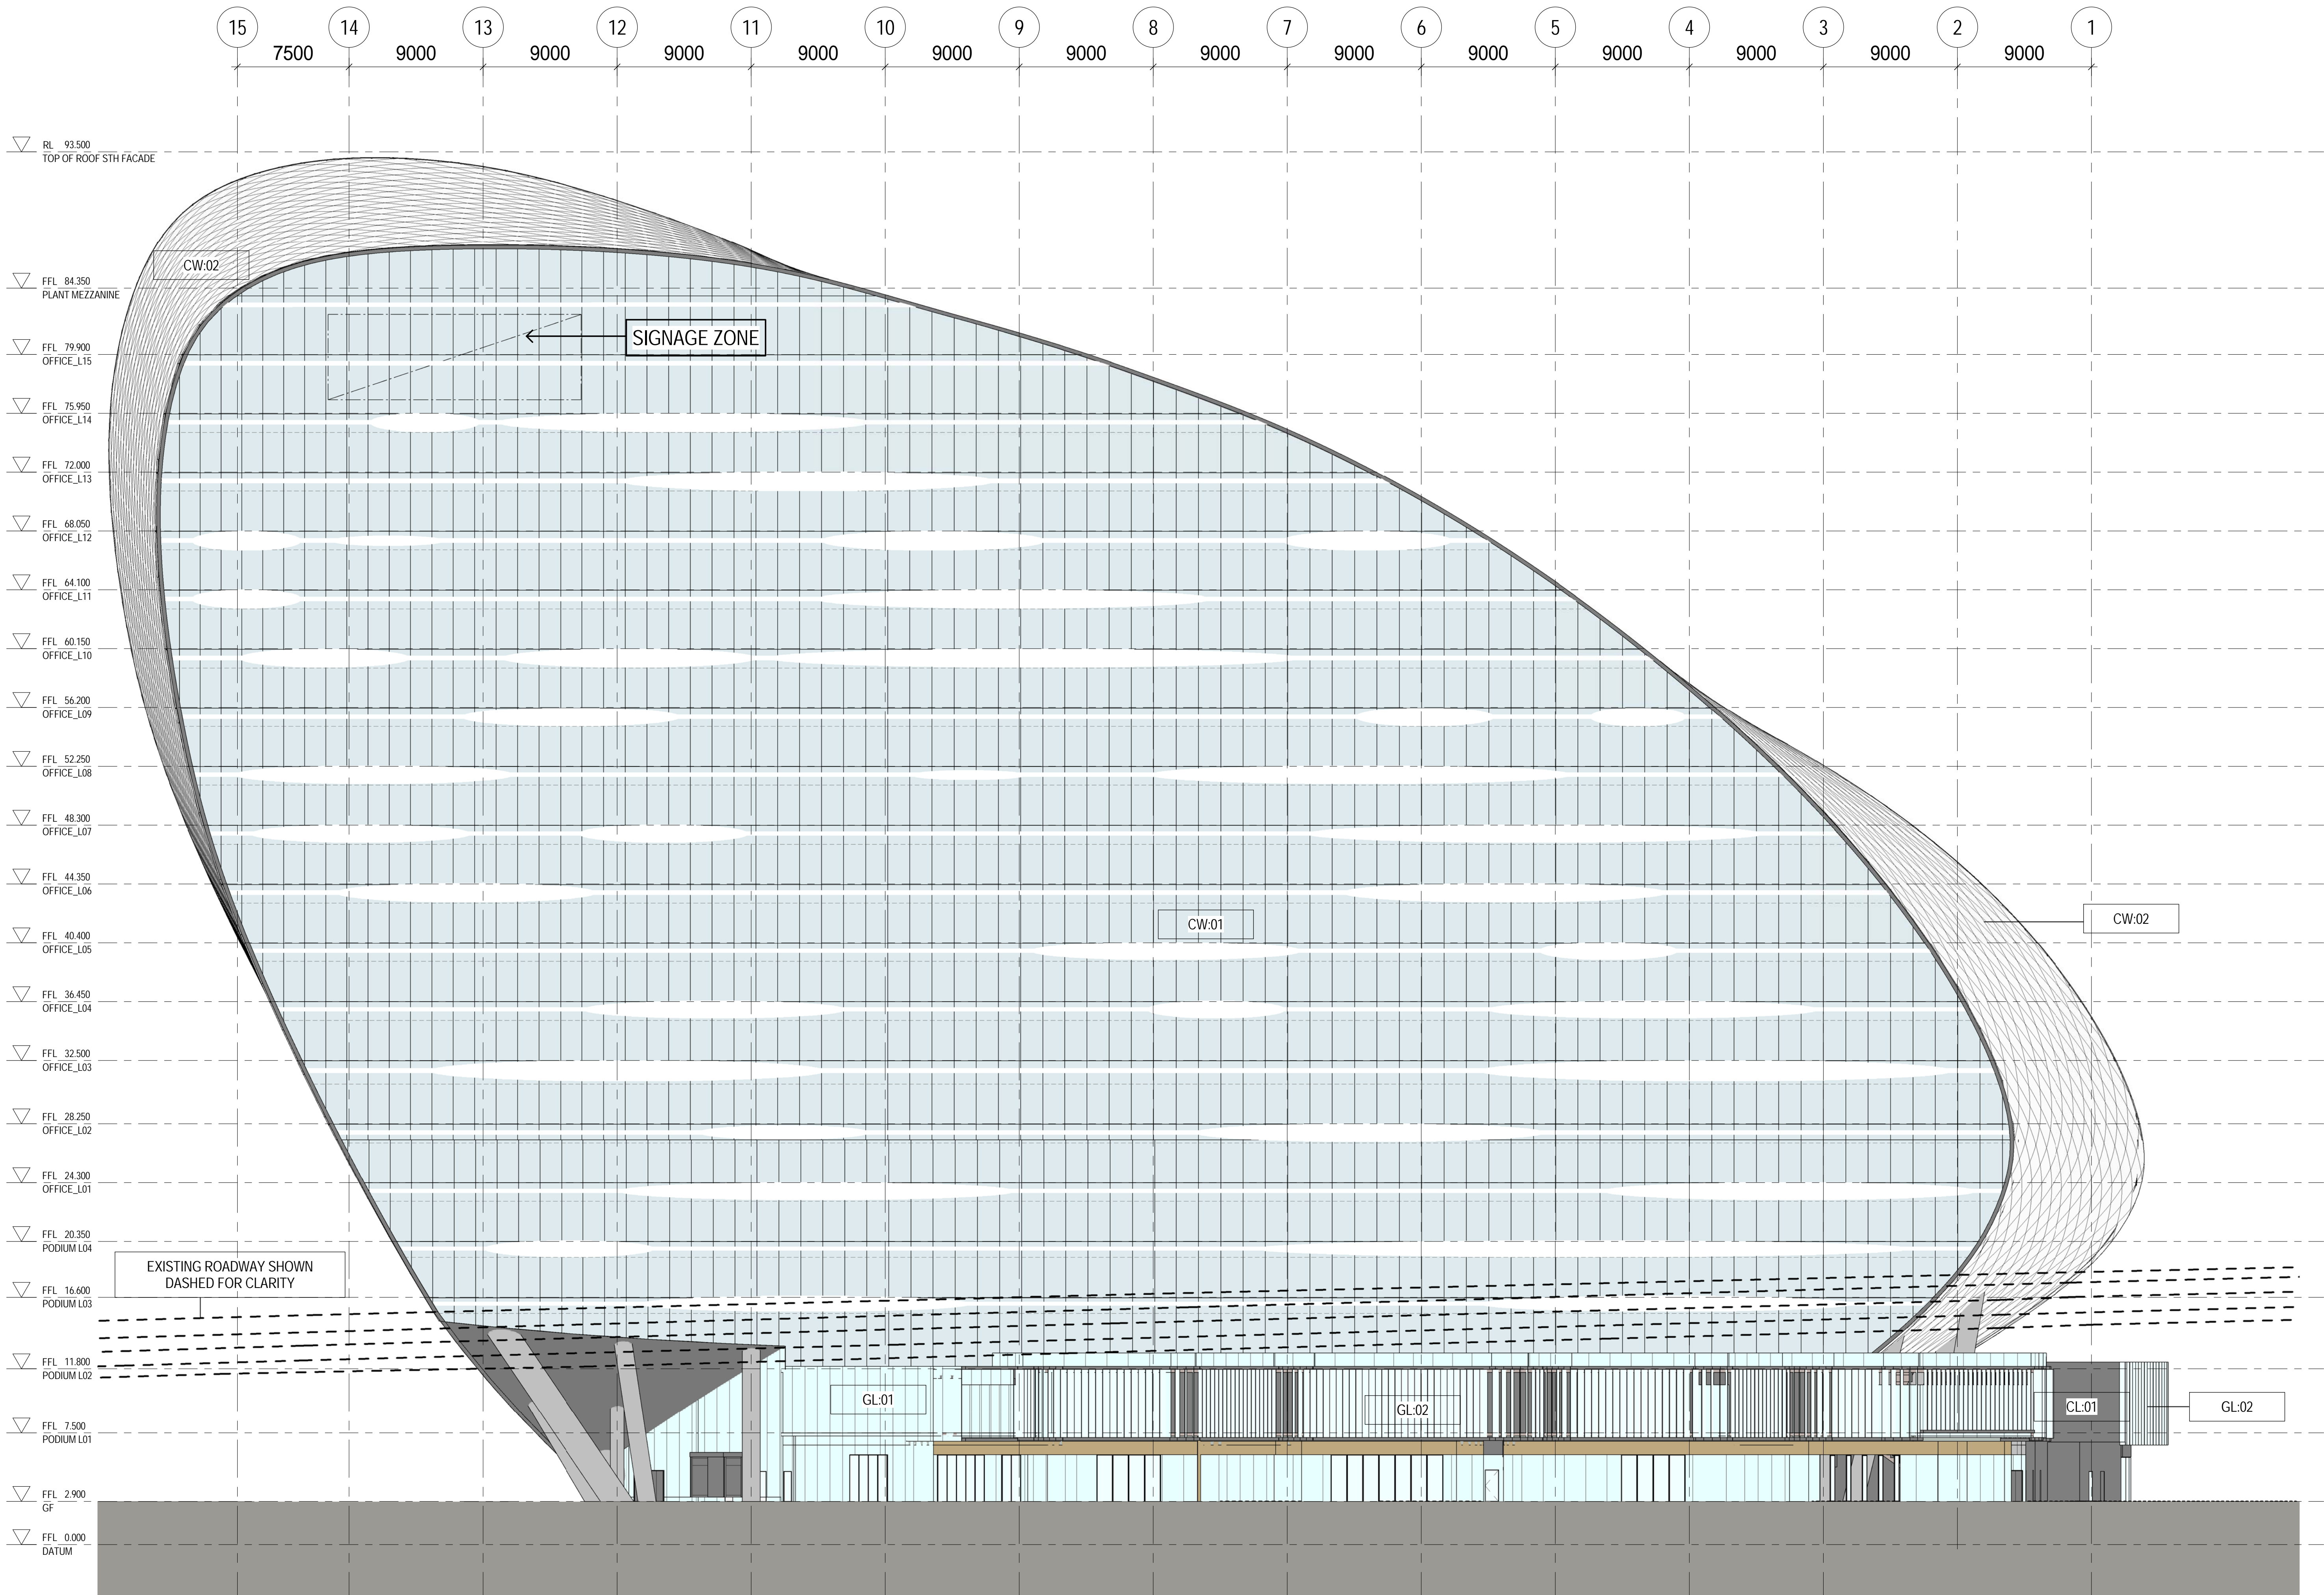 15 14 13 12 11 10 9 8 7 6 5 4 3 2 1
7500 9000 9000 9000 9000 9000 9000 9000 9000 9000 9000 9000 9000 9000
RL 93.500
TOP OF ROOF STH FACADE
CW:02
FFL 84.350
PLANT MEZZANINE
SIGNAGE ZONE
FFL 79.900
OFFICE_L15
FFL 75.950
OFFICE_L14
FFL 72.000
OFFICE_L13
FFL 68.050
OFFICE_L12
FFL 64.100
OFFICE_L11
FFL 60.150
OFFICE_L10
FFL 56.200
OFFICE_L09
FFL 52.250
OFFICE_L08
FFL 48.300
OFFICE_L07
FFL 44.350
OFFICE_L06
CW:01
CW:02
FFL 40.400
OFFICE_L05
FFL 36.450
OFFICE_L04
FFL 32.500
OFFICE_L03
FFL 28.250
OFFICE_L02
FFL 24.300
OFFICE_L01
FFL 20.350
PODIUM L04
EXISTING ROADWAY SHOWN
DASHED FOR CLARITY
FFL 16.600
PODIUM L03
FFL 11.800
PODIUM L02
GL:01
GL:02
CL:01
GL:02
FFL 7.500
PODIUM L01
FFL 2.900
GF
FFL 0.000
DATUM